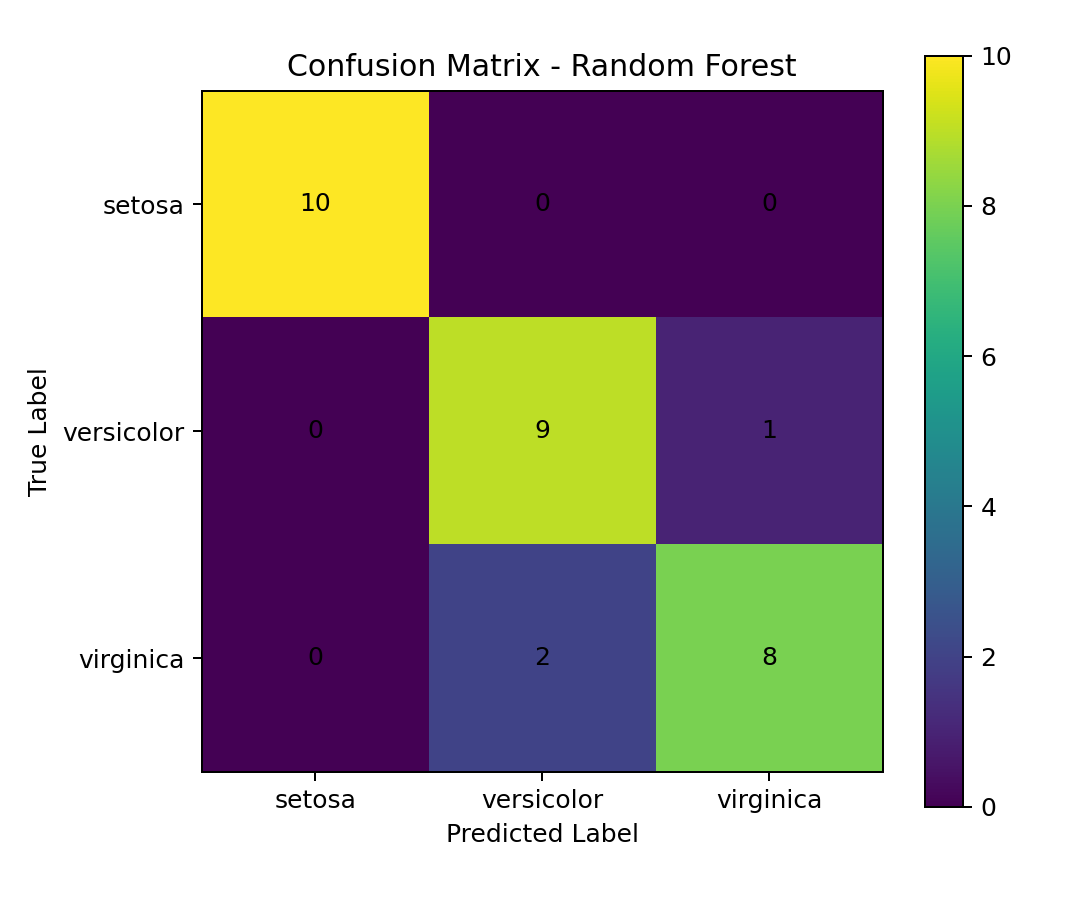 Confusion Matrix - Random Forest
setosa 10 0 0
versicolor 0 9 1
virginica 0 2 8
setosa versicolor virginica
Predicted Label
True Label
10
8
6
4
2
0